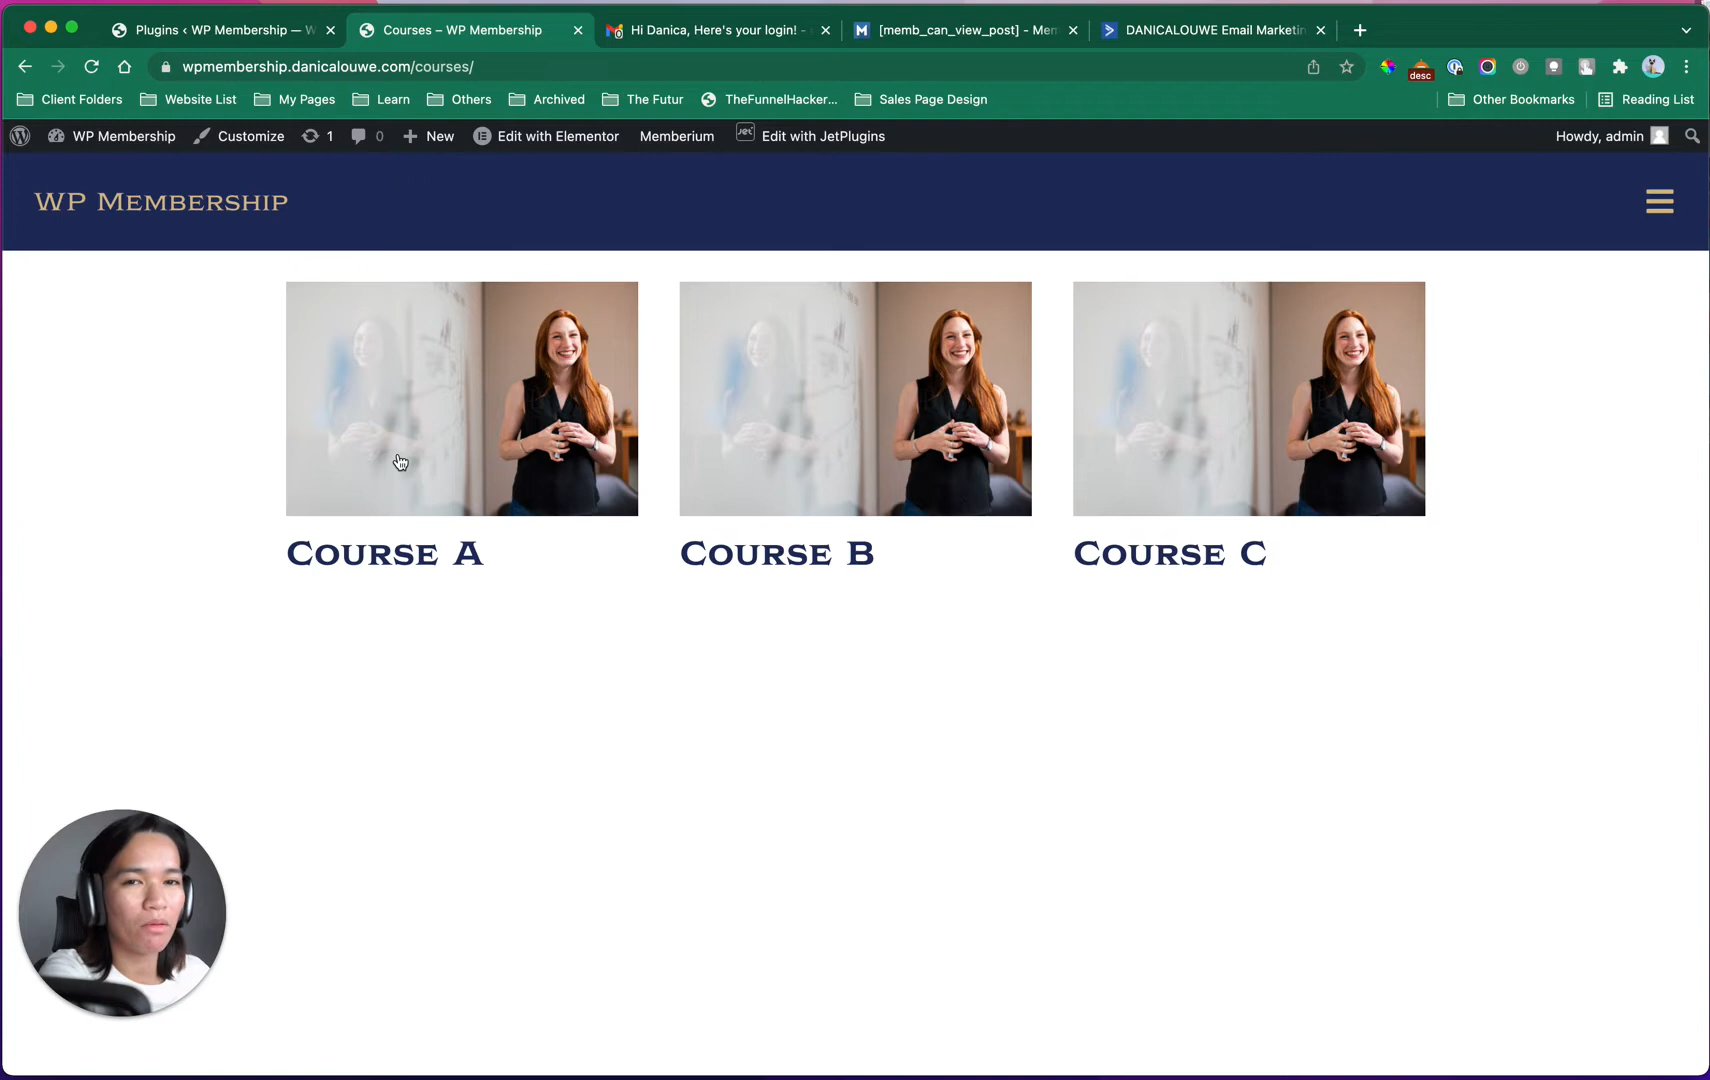 Plugins ‹ WP Membership — W
Courses – WP Membership
Hi Danica, Here's your login! -
[memb_can_view_post] - Mem
DANICALOUWE Email Marketin
wpmembership.danicalouwe.com/courses/
desc
Client Folders
Website List
My Pages
Learn
Others
Archived
The Futur
TheFunnelHacker...
Sales Page Design
Other Bookmarks
Reading List
WP Membership
Customize
1
0
New
Edit with Elementor
Memberium
Jet
Edit with JetPlugins
Howdy, admin
WP Membership
Course A
Course B
Course C